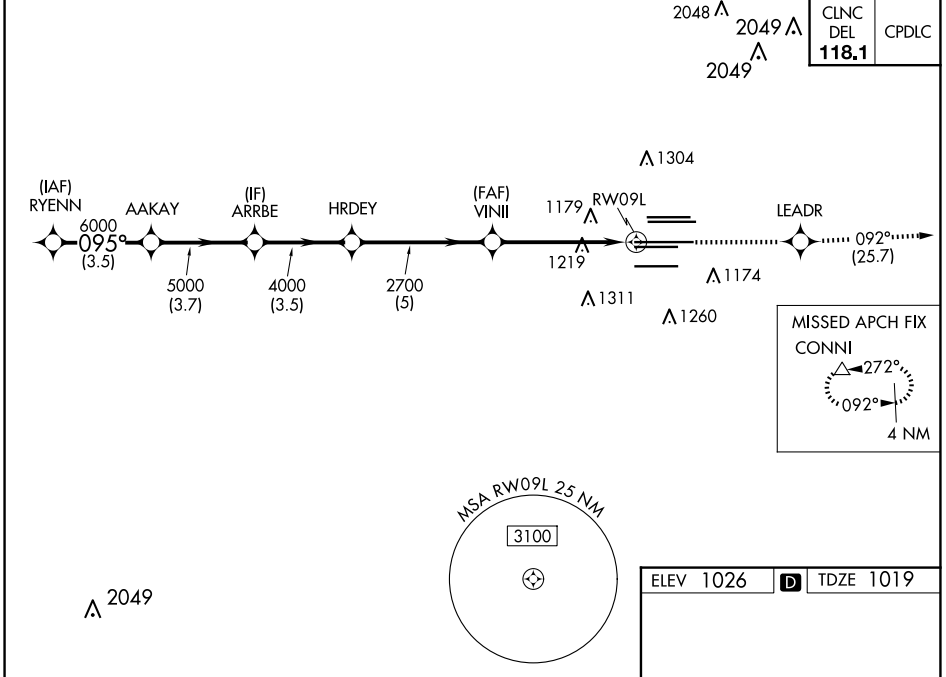 2048
2049
2049
CLNC
DEL
118.1
CPDLC
1304
(IAF)
RYENN
AAKAY
(IF)
ARRBE
HRDEY
(FAF)
VINII
1179
RW09L
LEADR
6000
095°
(3.5)
1219
092°
(25.7)
5000
(3.7)
4000
(3.5)
2700
(5)
1174
1311
1260
MISSED APCH FIX
CONNI
272°
092°
4 NM
MSA RW09L 25 NM
3100
2049
ELEV 1026 D TDZE 1019